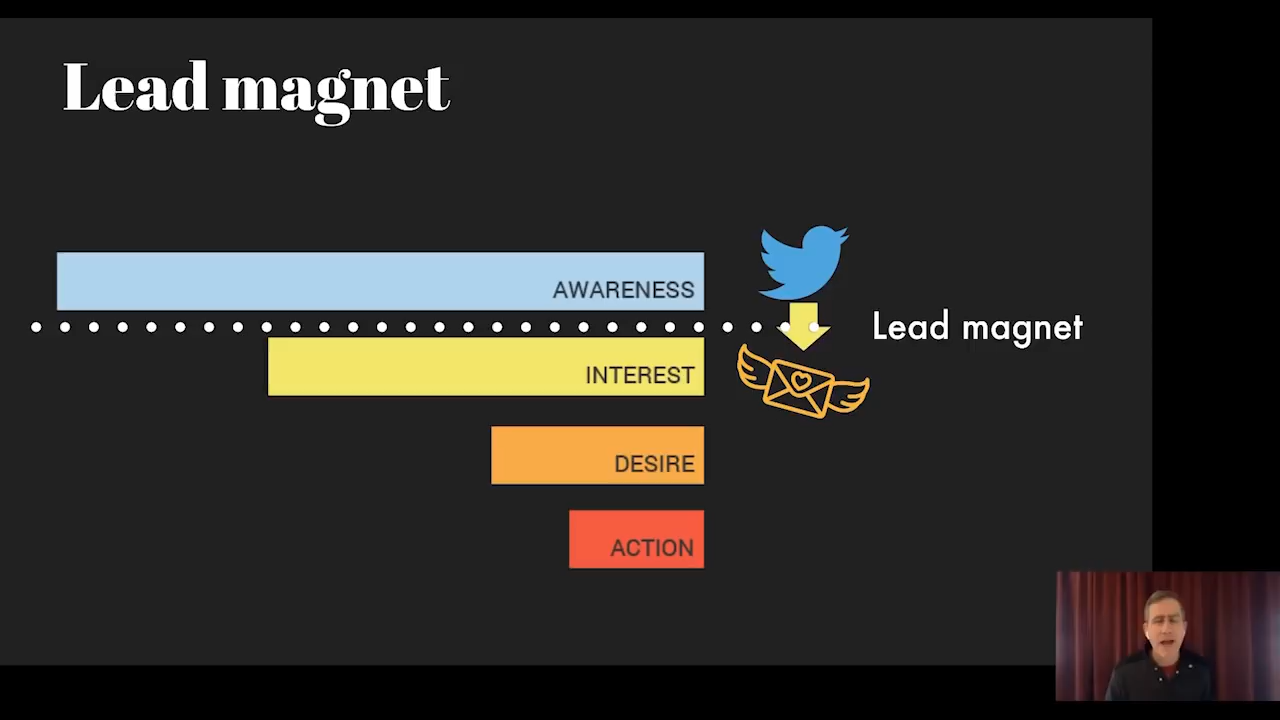 Lead magnet
AWARENESS
Lead magnet
INTEREST
DESIRE
ACTION